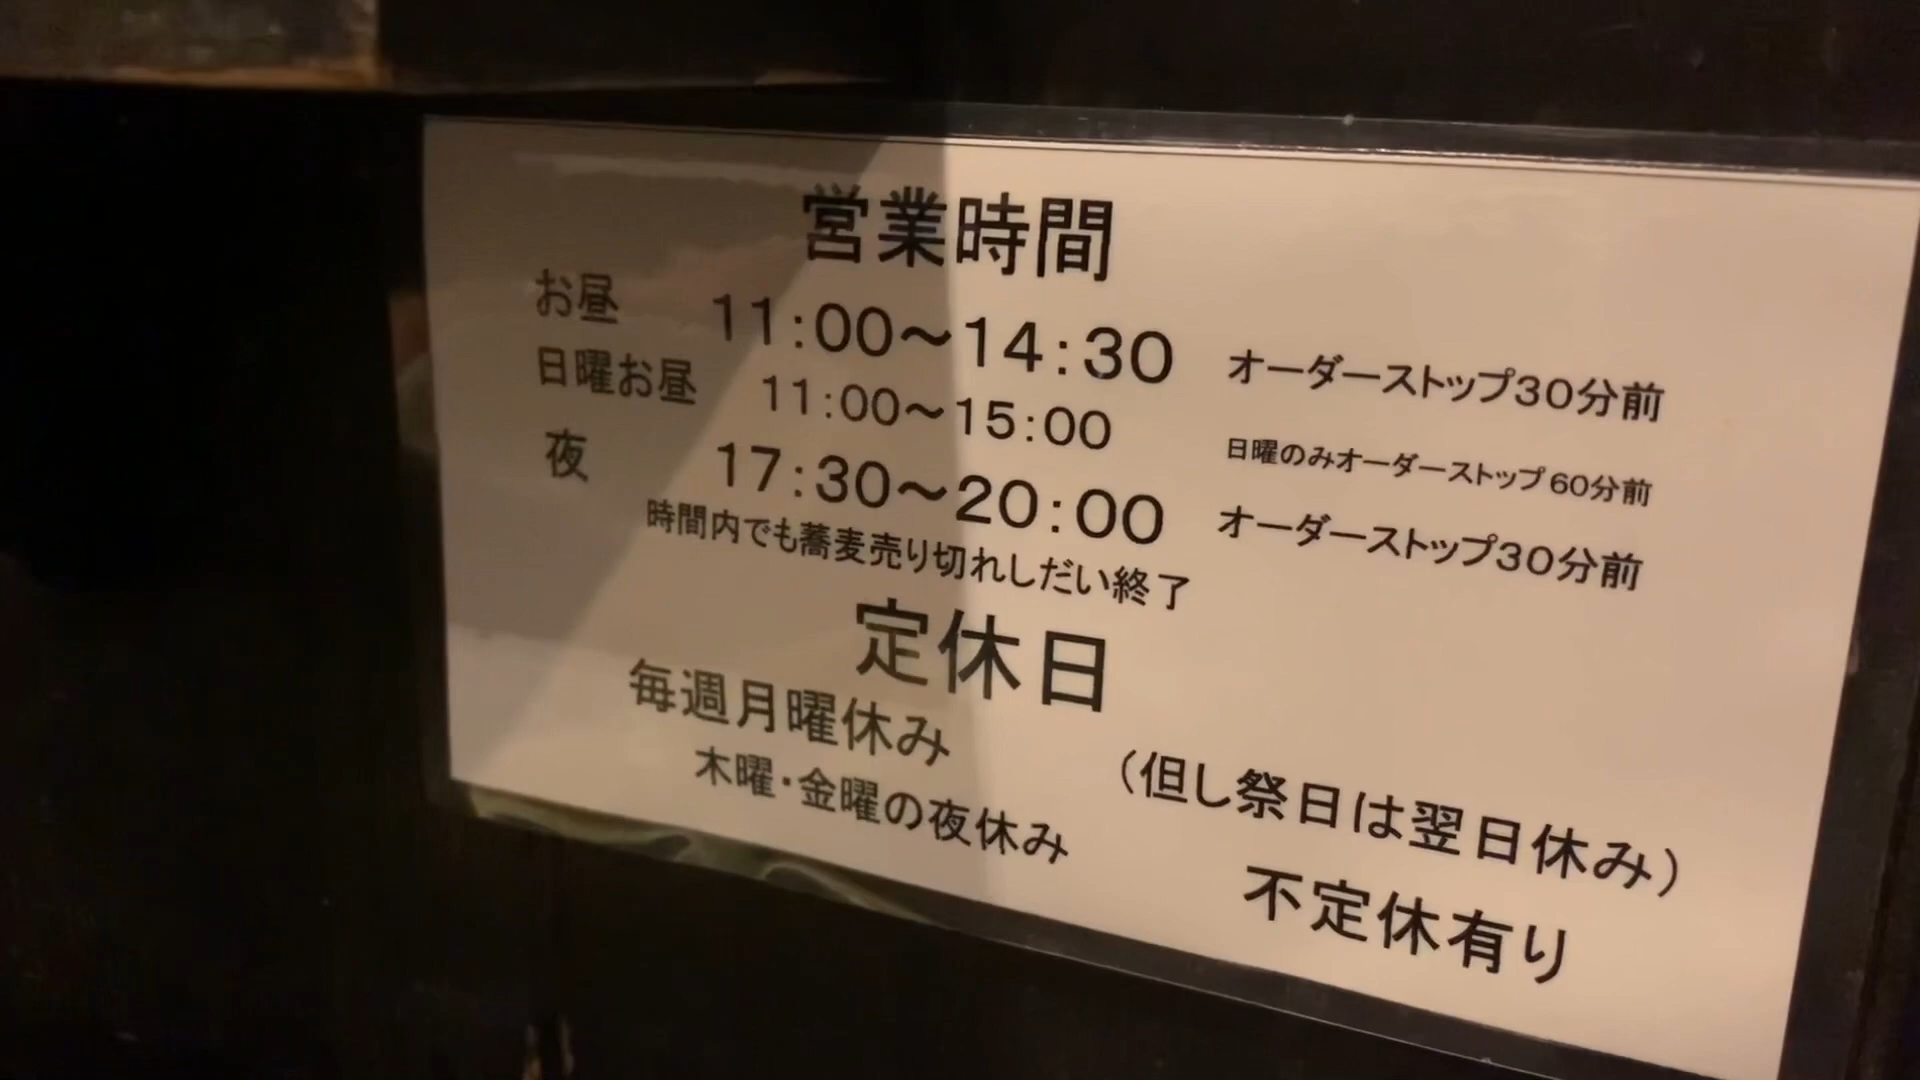 営業時間
お昼 11:00～14:30 オーダーストップ30分前
日曜お昼 11:00～15:00 日曜のみオーダーストップ60分前
夜 17:30～20:00 オーダーストップ30分前
時間内でも蕎麦売り切れしだい終了
定休日
毎週月曜休み (但し祭日は翌日休み)
木曜・金曜の夜休み 不定休有り